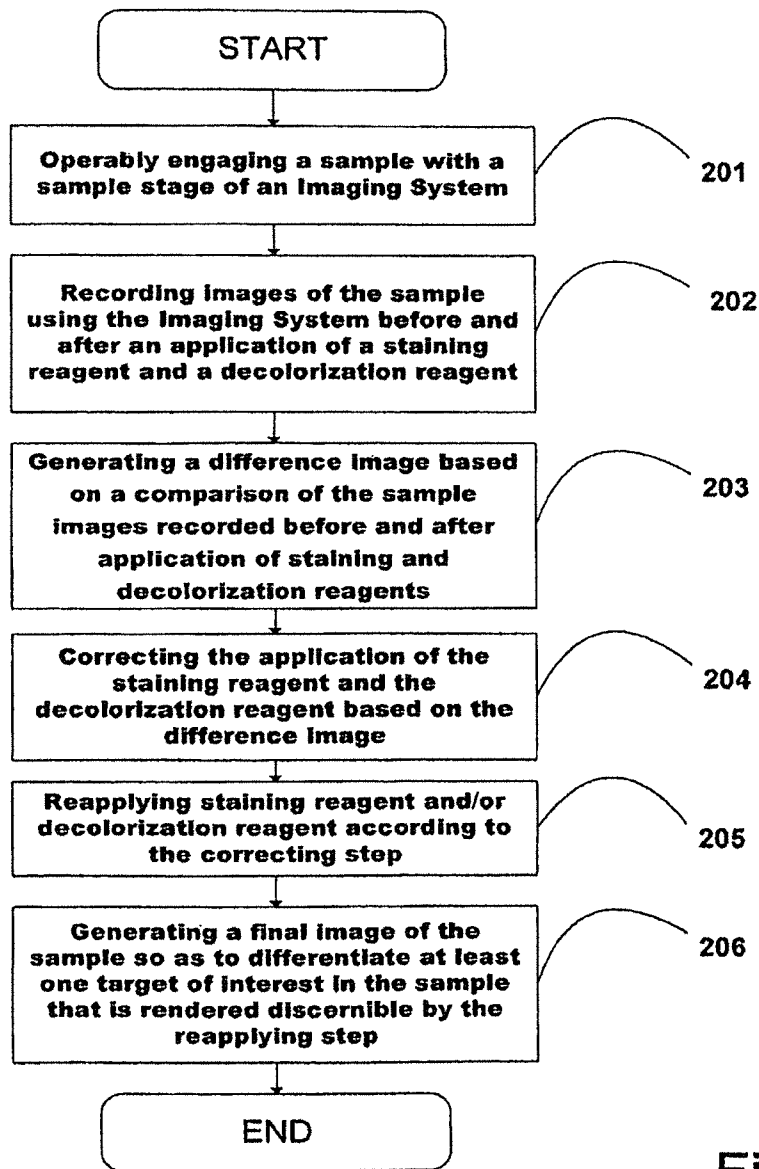 START
Operably engaging a sample with a
sample stage of an Imaging System
201
Recording images of the sample
using the Imaging System before and
after an application of a staining
reagent and a decolorization reagent
202
Generating a difference image based
on a comparison of the sample
images recorded before and after
application of staining and
decolorization reagents
203
Correcting the application of the
staining reagent and the
decolorization reagent based on the
difference image
204
Reapplying staining reagent and/or
decolorization reagent according to
the correcting step
205
Generating a final image of the
sample so as to differentiate at least
one target of interest in the sample
that is rendered discernible by the
reapplying step
206
END